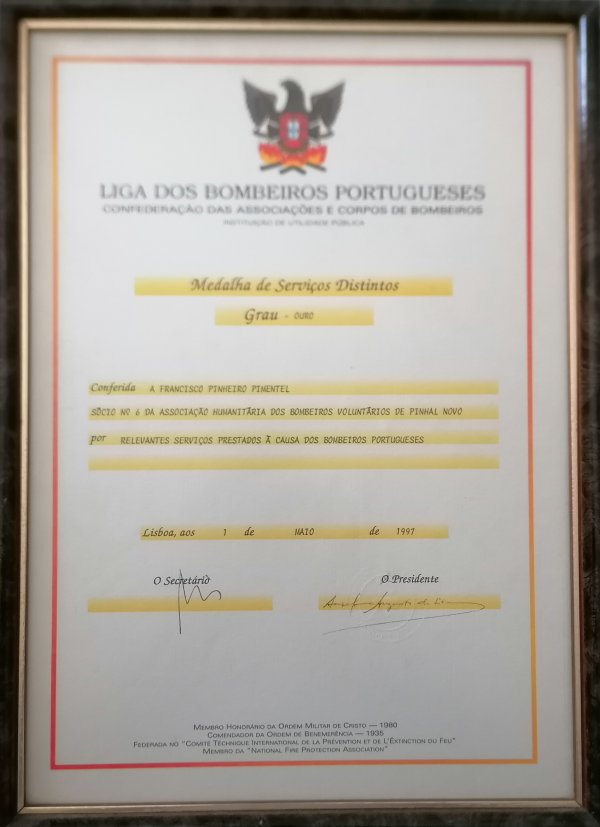 LIGA DOS BOMBEIROS PORTUGUESES
CONFEDERAÇÃO DAS ASSOCIAÇÕES E CORPOS DE BOMBEIROS
INSTITUIÇÃO DE UTILIDADE PÚBLICA
Medalha de Serviços Distintos
Grau - OURO
Conferida A FRANCISCO PINHEIRO PIMENTEL
SÓCIO Nº 6 DA ASSOCIAÇÃO HUMANITÁRIA DOS BOMBEIROS VOLUNTÁRIOS DE PINHAL NOVO
por RELEVANTES SERVIÇOS PRESTADOS À CAUSA DOS BOMBEIROS PORTUGUESES
Lisboa, aos 1 de MAIO de 1997
O Secretário O Presidente
MEMBRO HONORÁRIO DA ORDEM MILITAR DE CRISTO — 1980
COMENDADOR DA ORDEM DE BENEMERÊNCIA — 1935
FEDERADA NO "COMITÉ TECHNIQUE INTERNATIONAL DE LA PRÉVENTION ET DE L'EXTINCTION DU FEU"
MEMBRO DA "NATIONAL FIRE PROTECTION ASSOCIATION"